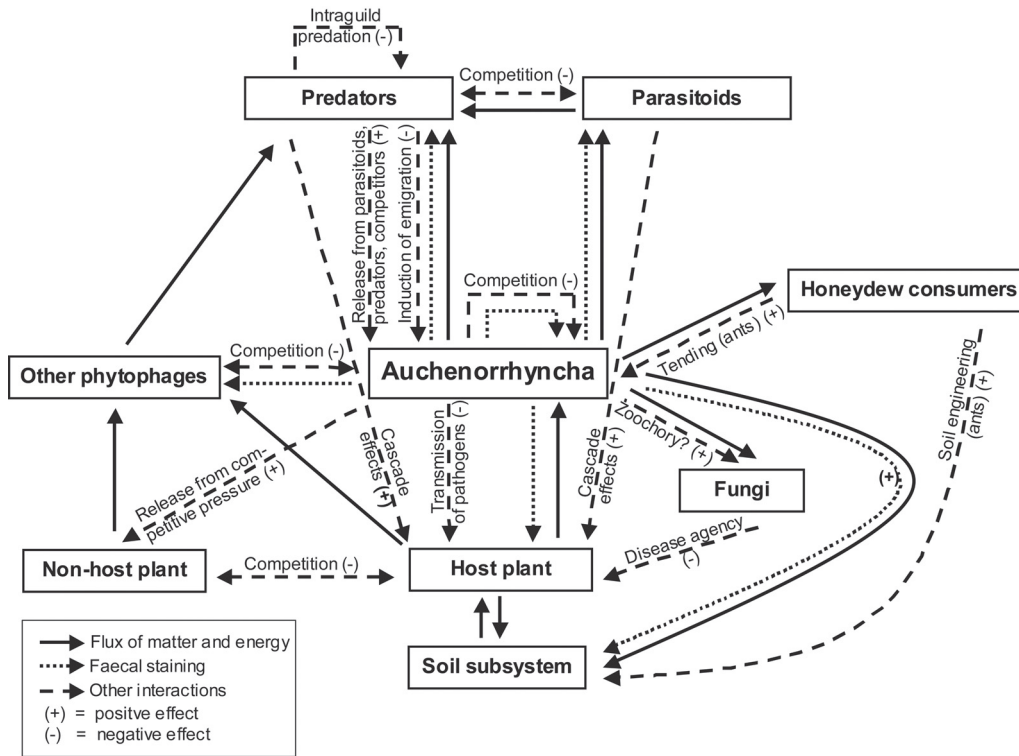 Intraguild
predation (-)
Predators
Competition (-)
Parasitoids
Release from parasitoids,
predators, competitors (+)
Induction of emigration (-)
Competition (-)
Honeydew consumers
Tending (ants) (+)
Competition (-)
Other phytophages
Auchenorrhyncha
Zoochory? (+)
Soil engineering
(ants) (+)
Cascade
effects (+)
Transmission
of pathogens (-)
Cascade
effects (+)
Fungi
(+)
Release from com-
petitive pressure (+)
Disease agency
(-)
Non-host plant
Competition (-)
Host plant
Soil subsystem
Flux of matter and energy
Faecal staining
Other interactions
(+) = positve effect
(-) = negative effect